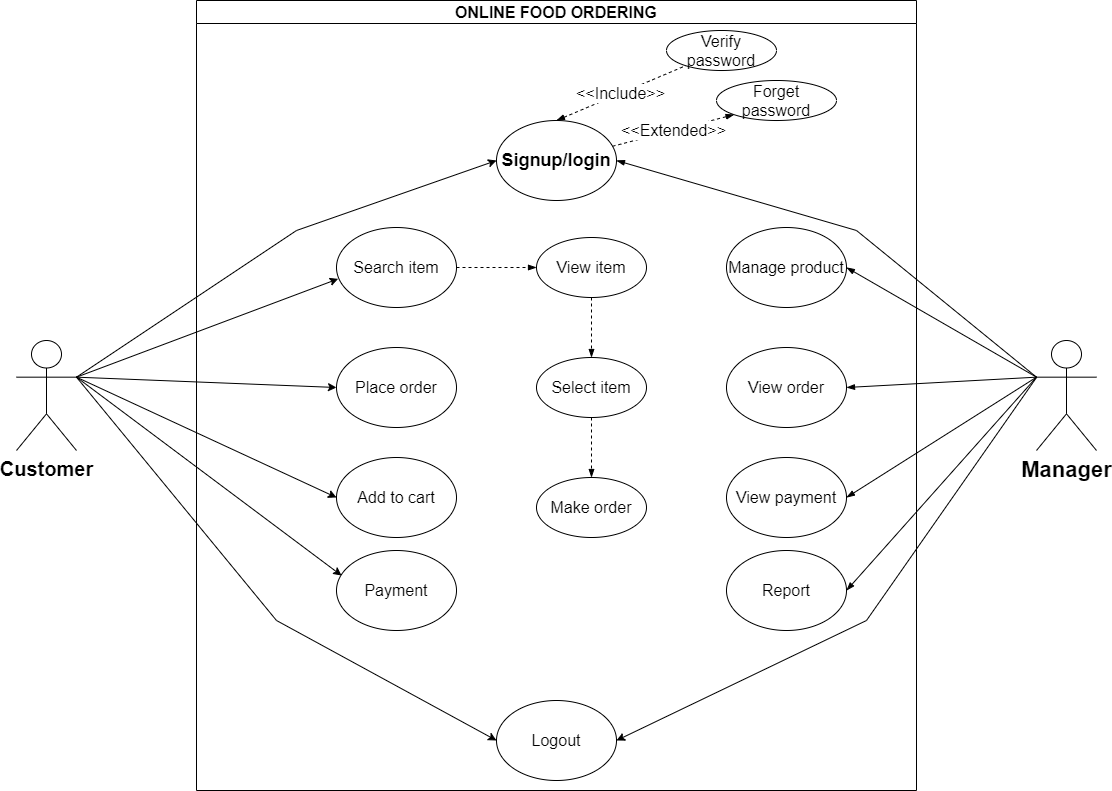 ONLINE FOOD ORDERING
Verify
password
<<Include>>
Forget
password
<<Extended>>
Signup/login
Search item
View item
Manage product
Place order
Select item
View order
Customer
Manager
Add to cart
View payment
Make order
Payment
Report
Logout